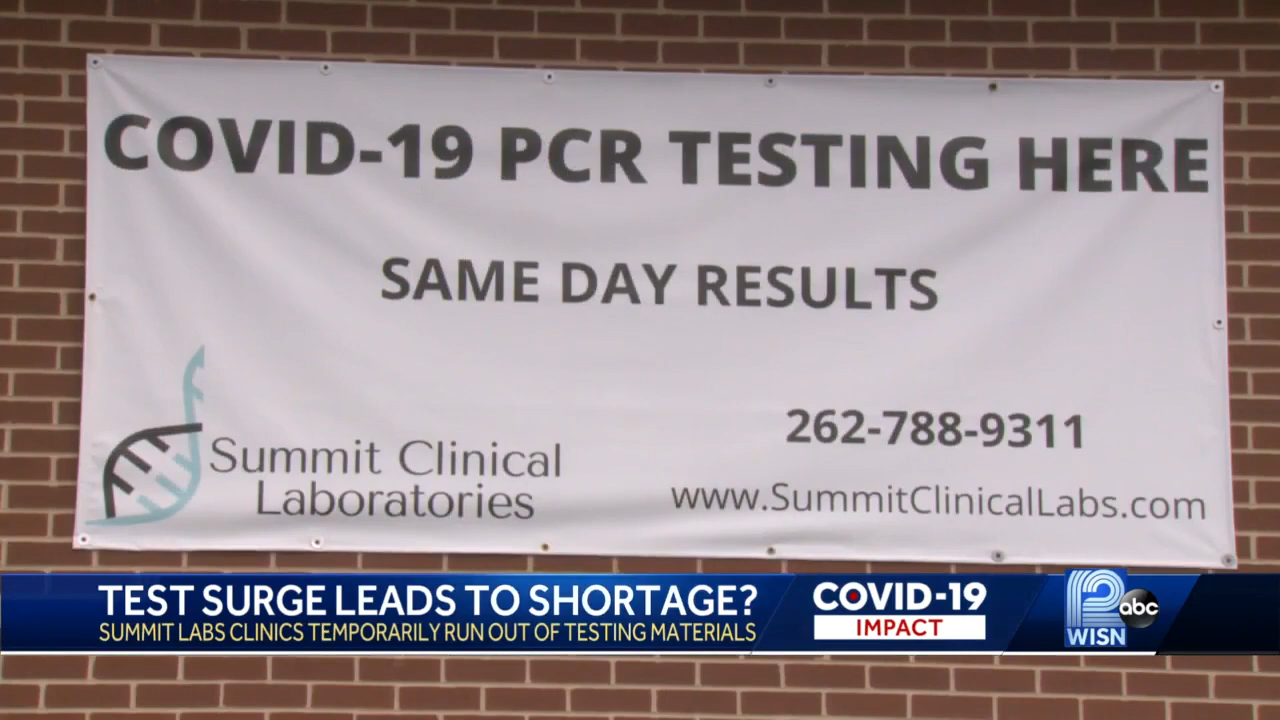 COVID-19 PCR TESTING HERE
SAME DAY RESULTS
262-788-9311
Summit Clinical
Laboratories
www.SummitClinicalLabs.com
TEST SURGE LEADS TO SHORTAGE?
SUMMIT LABS CLINICS TEMPORARILY RUN OUT OF TESTING MATERIALS
COVID-19
IMPACT
12
abc
WISN